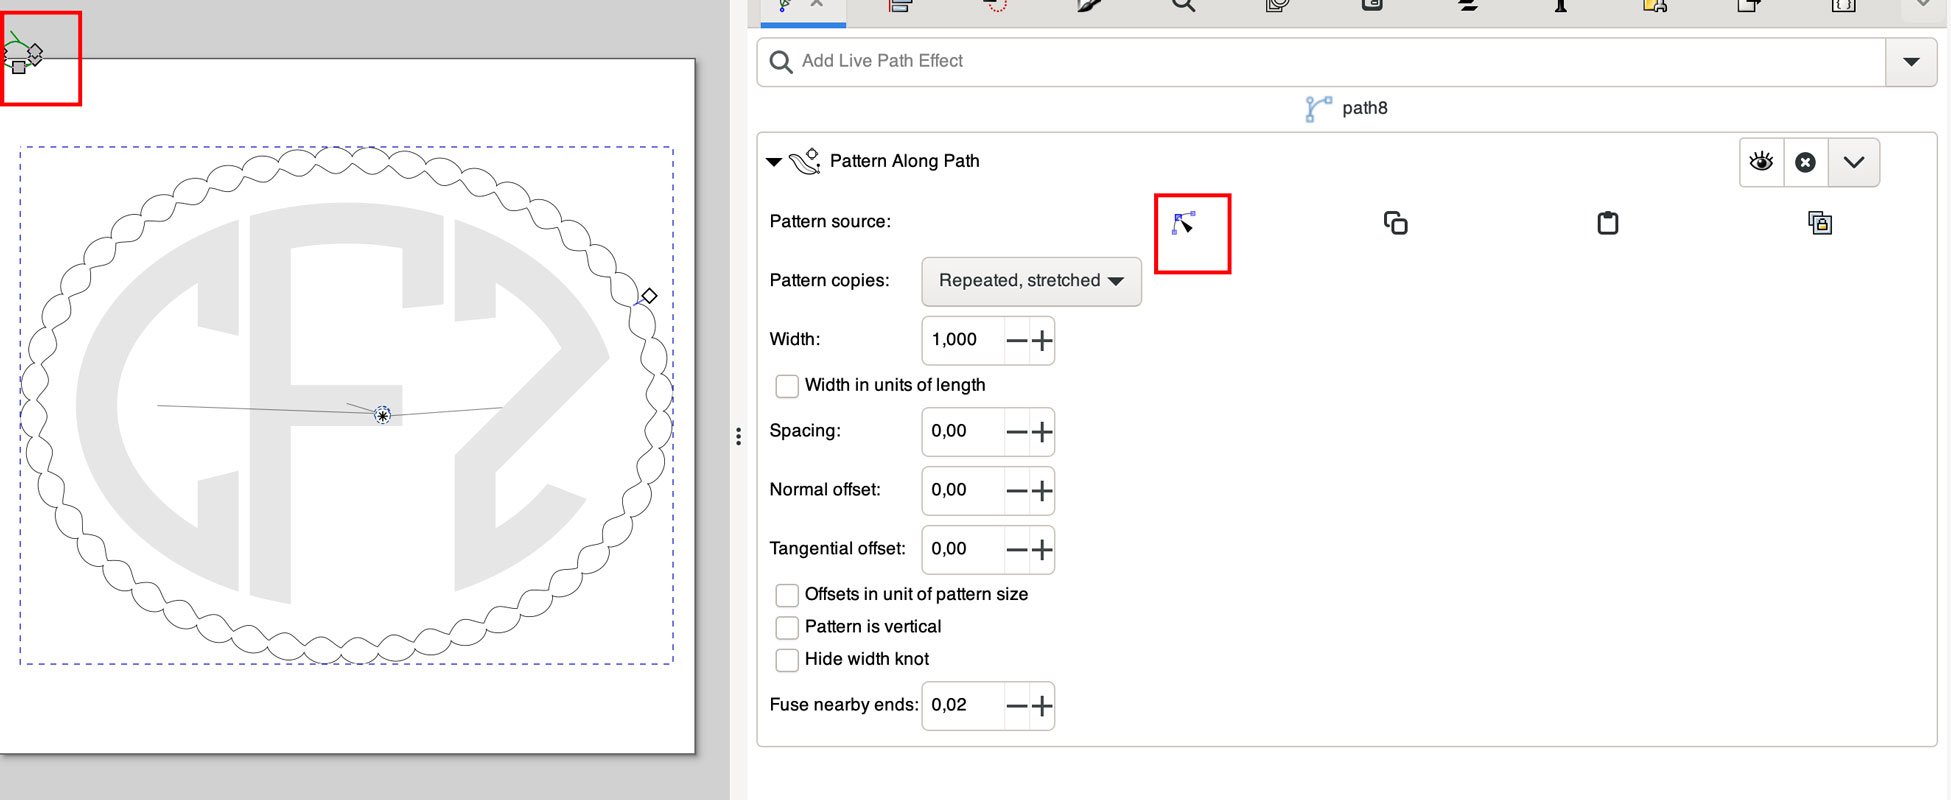 Add Live Path Effect
path8
Pattern Along Path
Pattern source:
Pattern copies: Repeated, stretched
Width: 1,000
Width in units of length
Spacing: 0,00
Normal offset: 0,00
Tangential offset: 0,00
Offsets in unit of pattern size
Pattern is vertical
Hide width knot
Fuse nearby ends: 0,02
CFZ